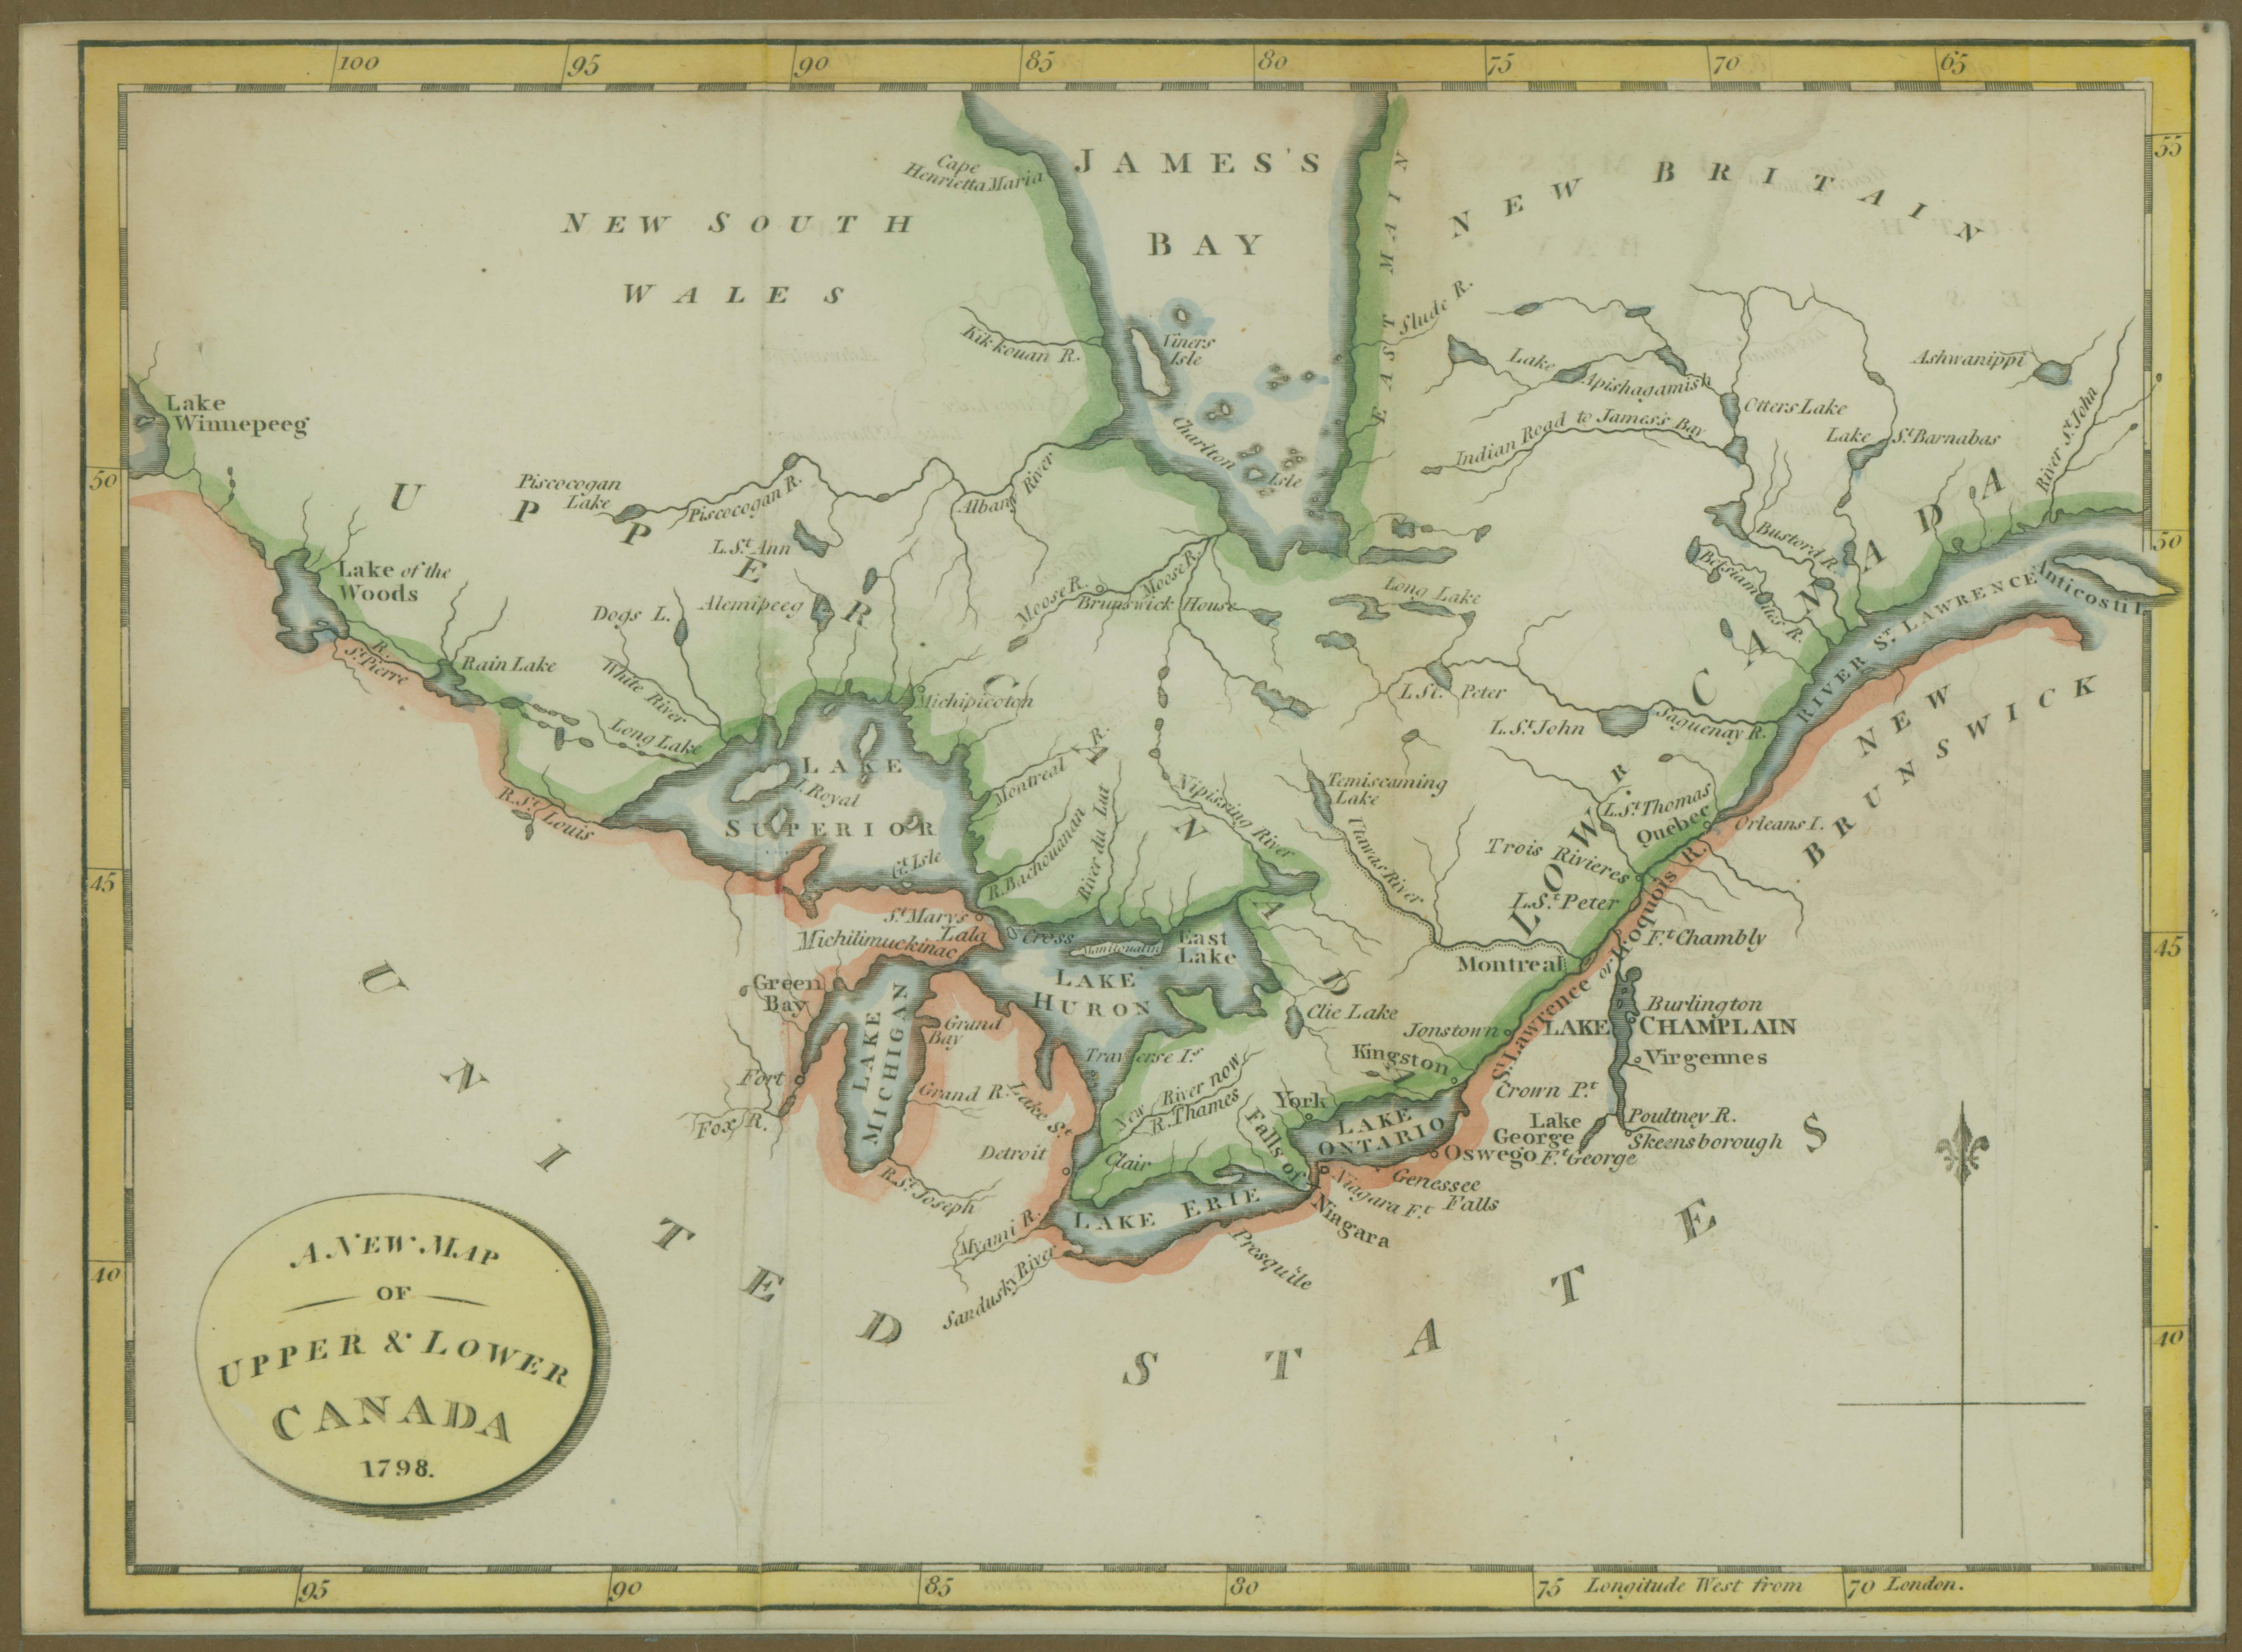 100 95 90 85 80 75 70 65
55
50
45
40
50
45
40
95 90 85 80 75 Longitude West from 70 London.
A NEW MAP
OF
UPPER & LOWER
CANADA
1798.
NEW SOUTH
WALES
JAMES'S
BAY
NEW BRITAIN
EAST MAIN
Cape
Henrietta Maria
Kikkouan R.
Viners
Isle
Charlton
Isle
Slude R.
Lake
Apishagamish
Indian Road to James's Bay
Otters Lake
Lake St. Barnabas
Ashwanippi
River St. John
Lake
Winnepeeg
UPPER CANADA
LOWR. CANADA
Piscocogan
Lake
Piscocogan R.
Albany River
L. St. Ann
Lake of the
Woods
Dogs L.
Alemipeeg
Moose R.
Moose R.
Brunswick House
Long Lake
Bustord R.
Betsiamites R.
RIVER ST. LAWRENCE
Anticosti I.
R.
St. Pierre
Rain Lake
White River
Long Lake
Michipicoton
L. St. Peter
L. St. John
Saguenay R.
NEW
BRUNSWICK
R. St. Louis
LAKE
I. Royal
SUPERIOR
Gt. Isle
Montreal R.
R. Bachouanan
River du Lut
Nipissing River
Temiscaming
Lake
Utawas River
L. St. Thomas
Quebec
Orleans I.
Trois Rivieres
L. St. Peter
St. Marys
Lala
Michilimuckinac
Cross
Manitoualin
East
Lake
LAKE
HURON
Ft. Chambly
Montreal
St. Lawrence or Iroquois R.
Green
Bay
LAKE
MICHIGAN
Grand
Bay
Clie Lake
Jonstown
Burlington
LAKE CHAMPLAIN
Virgennes
Traverse Is.
Kingston
Crown Pt.
Fort
Fox R.
Grand R.
Lake St.
Clair
New River now
R. Thames
York
LAKE
ONTARIO
Lake
George
Poultney R.
Skeensborough
Oswego
Ft. George
Detroit
Falls of
Niagara
Niagara Ft.
Genessee
Falls
R. St. Joseph
LAKE ERIE
Myami R.
Sandusky River
Presquile
UNITED STATES